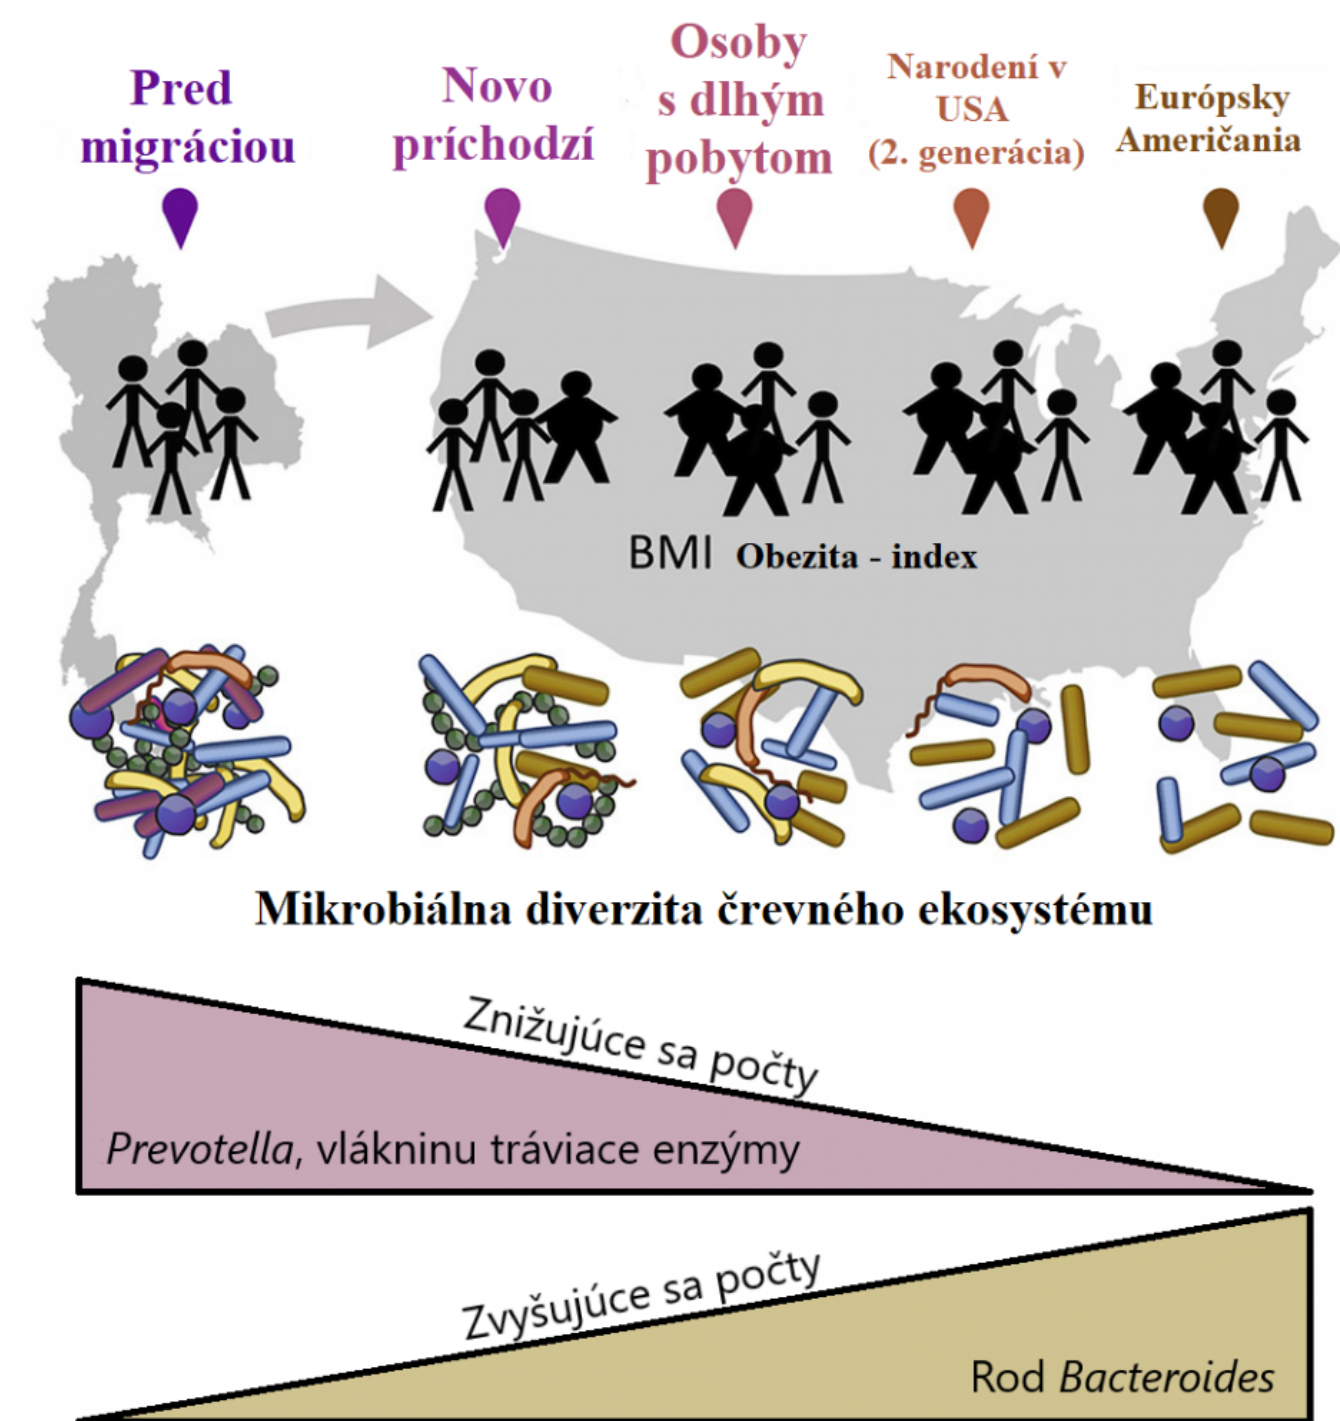 Pred
migráciou
Novo
príchodzí
Osoby
s dlhým
pobytom
Narodení v
USA
(2. generácia)
Európsky
Američania
BMI Obezita - index
Mikrobiálna diverzita črevného ekosystému
Znižujúce sa počty
Prevotella, vlákninu tráviace enzýmy
Zvyšujúce sa počty
Rod Bacteroides